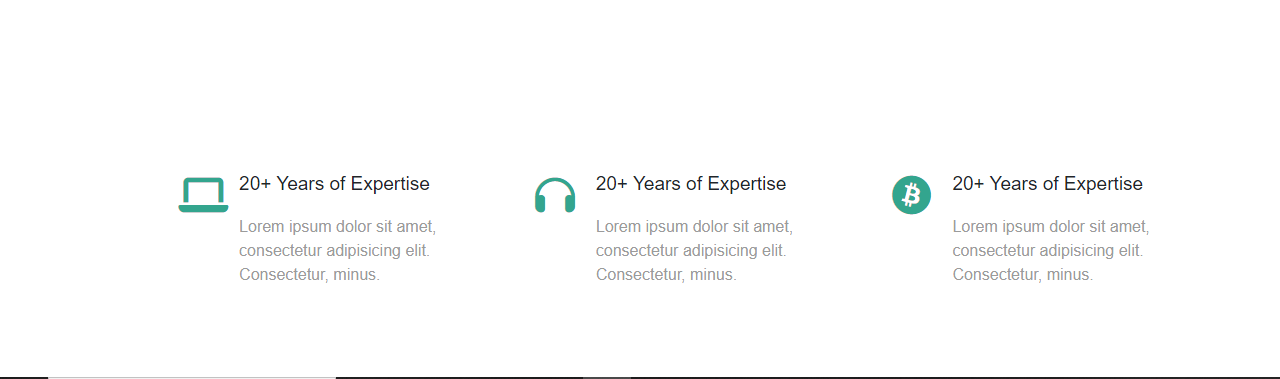 20+ Years of Expertise
Lorem ipsum dolor sit amet,
consectetur adipisicing elit.
Consectetur, minus.
20+ Years of Expertise
Lorem ipsum dolor sit amet,
consectetur adipisicing elit.
Consectetur, minus.
20+ Years of Expertise
Lorem ipsum dolor sit amet,
consectetur adipisicing elit.
Consectetur, minus.